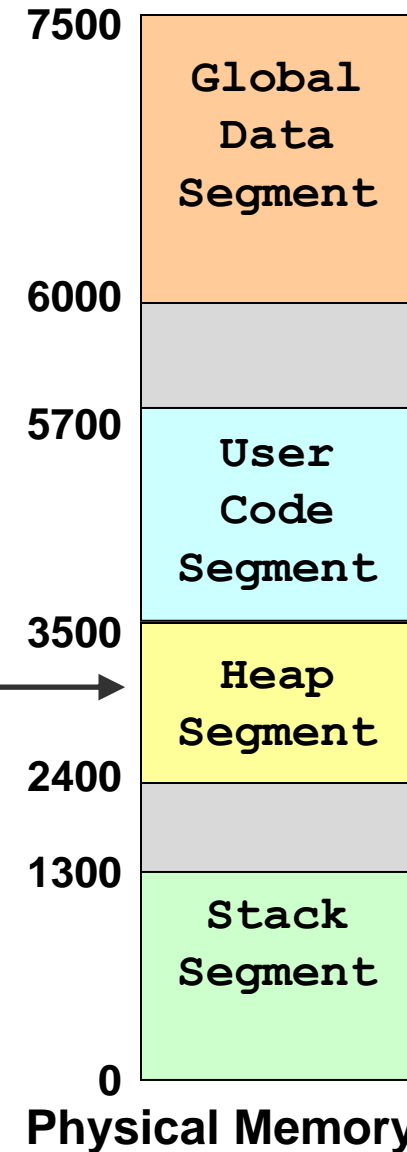 7500
Global
Data
Segment
6000
5700
User
Code
Segment
3500
Heap
Segment
2400
1300
Stack
Segment
0
Physical Memory